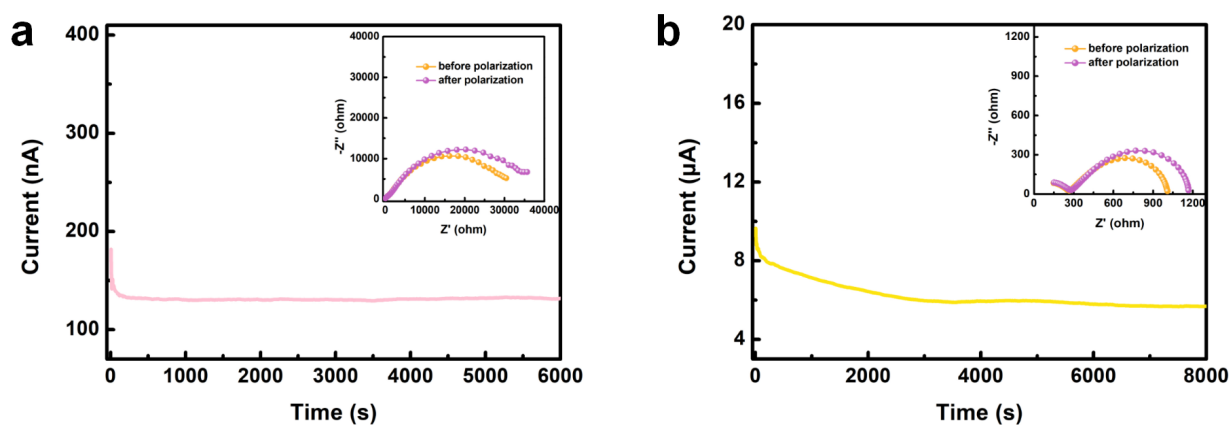 a
400
300
200
100
Current (nA)
0
1000
2000
3000
4000
5000
6000
Time (s)
40000
30000
20000
10000
0
-Z'' (ohm)
before polarization
after polarization
0
10000
20000
30000
40000
Z' (ohm)
b
20
16
12
8
4
Current (μA)
0
2000
4000
6000
8000
Time (s)
1200
900
600
300
0
-Z'' (ohm)
before polarization
after polarization
0
300
600
900
1200
Z' (ohm)